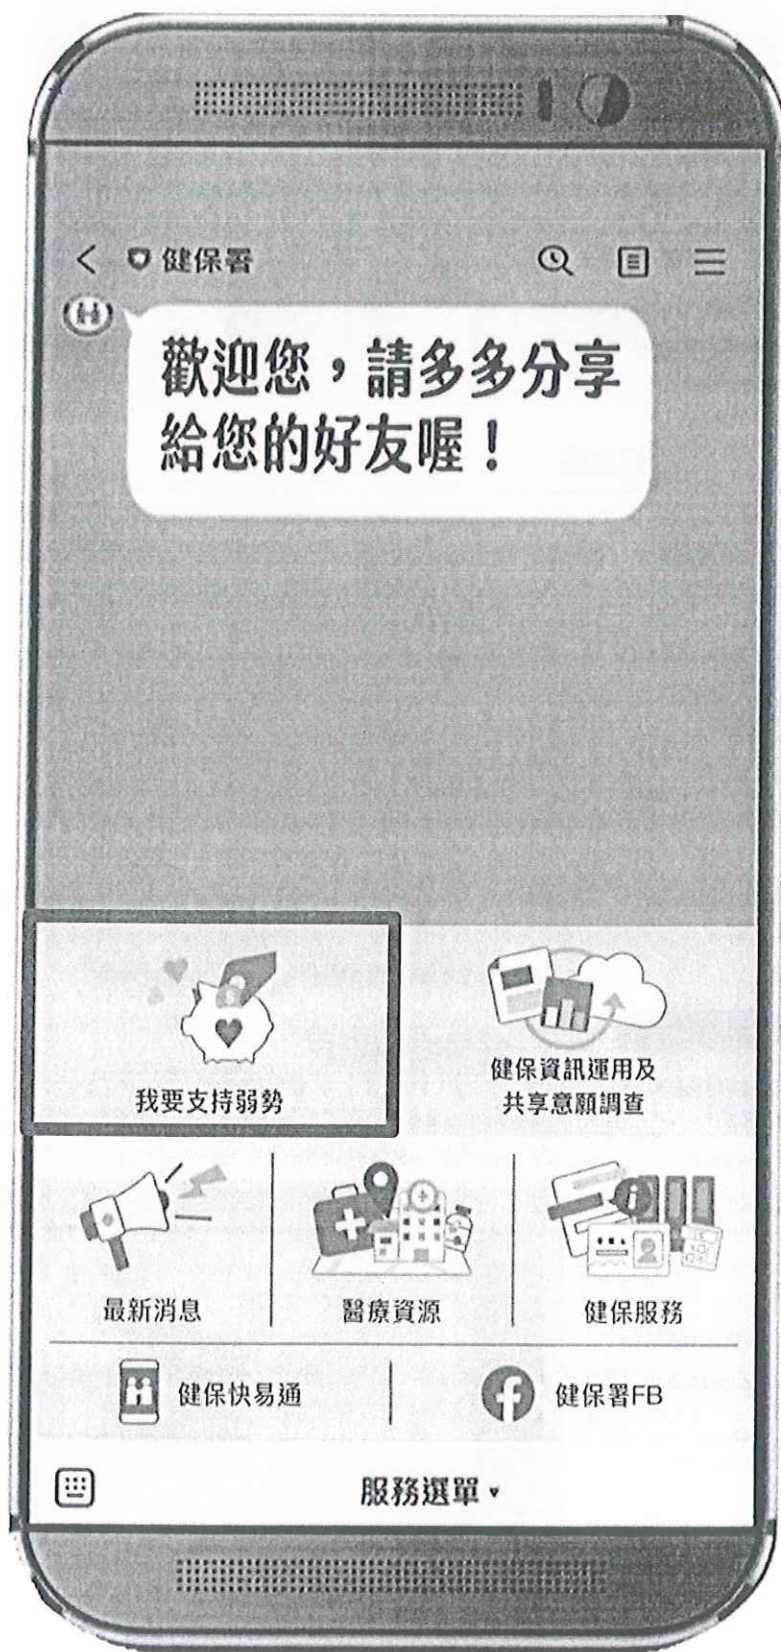 健保署
歡迎您，請多多分享
給您的好友喔！
我要支持弱勢
健保資訊運用及
共享意願調查
最新消息
醫療資源
健保服務
健保快易通
健保署FB
服務選單▼